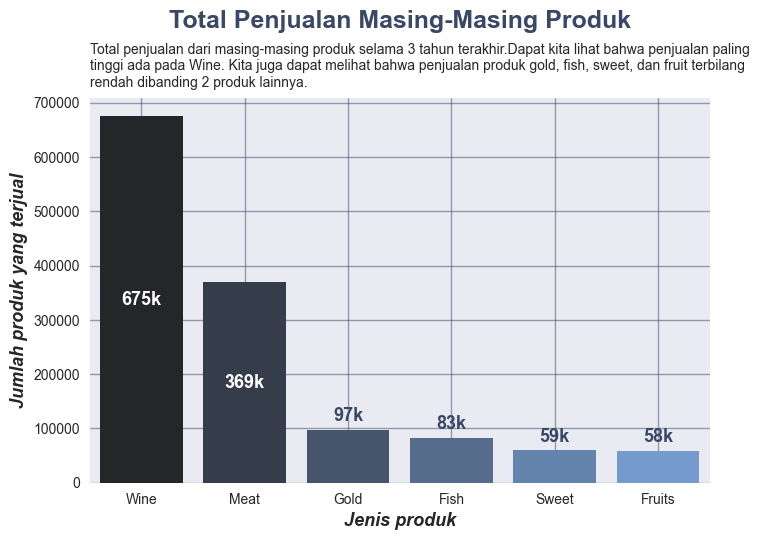 Total Penjualan Masing-Masing Produk
Total penjualan dari masing-masing produk selama 3 tahun terakhir.Dapat kita lihat bahwa penjualan paling
tinggi ada pada Wine. Kita juga dapat melihat bahwa penjualan produk gold, fish, sweet, dan fruit terbilang
rendah dibanding 2 produk lainnya.
Jumlah produk yang terjual
700000
600000
500000
400000
300000
200000
100000
0
675k
369k
97k
83k
59k
58k
Wine
Meat
Gold
Fish
Sweet
Fruits
Jenis produk